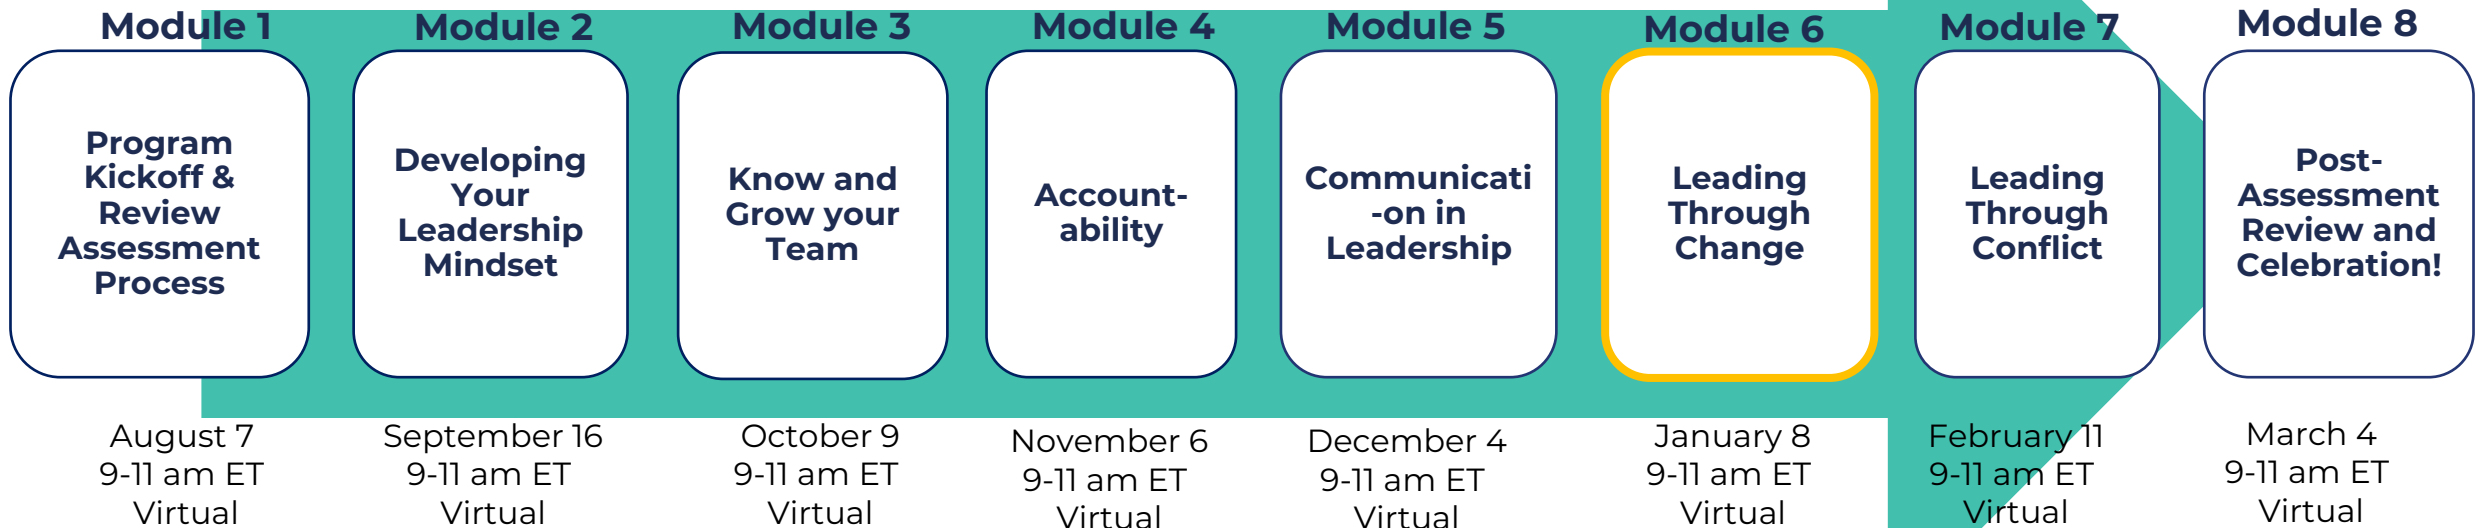 Module 1
Program
Kickoff &
Review
Assessment
Process
August 7
9-11 am ET
Virtual
Module 2
Developing
Your
Leadership
Mindset
September 16
9-11 am ET
Virtual
Module 3
Know and
Grow your
Team
October 9
9-11 am ET
Virtual
Module 4
Account-
ability
November 6
9-11 am ET
Virtual
Module 5
Communicati
-on in
Leadership
December 4
9-11 am ET
Virtual
Module 6
Leading
Through
Change
January 8
9-11 am ET
Virtual
Module 7
Leading
Through
Conflict
February 11
9-11 am ET
Virtual
Module 8
Post-
Assessment
Review and
Celebration!
March 4
9-11 am ET
Virtual